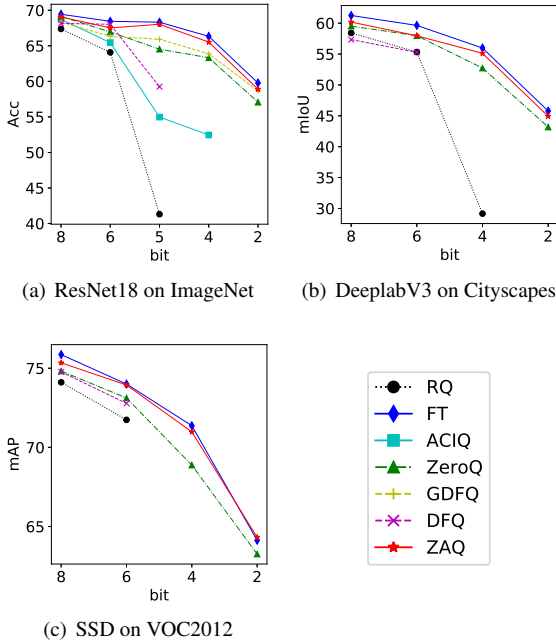 70
65
60
55
50
45
40
Acc
8 6 5 4 2
bit
(a) ResNet18 on ImageNet
60
55
50
45
40
35
30
mIoU
8 6 4 2
bit
(b) DeeplabV3 on Cityscapes
75
70
65
mAP
8 6 4 2
bit
(c) SSD on VOC2012
RQ
FT
ACIQ
ZeroQ
GDFQ
DFQ
ZAQ